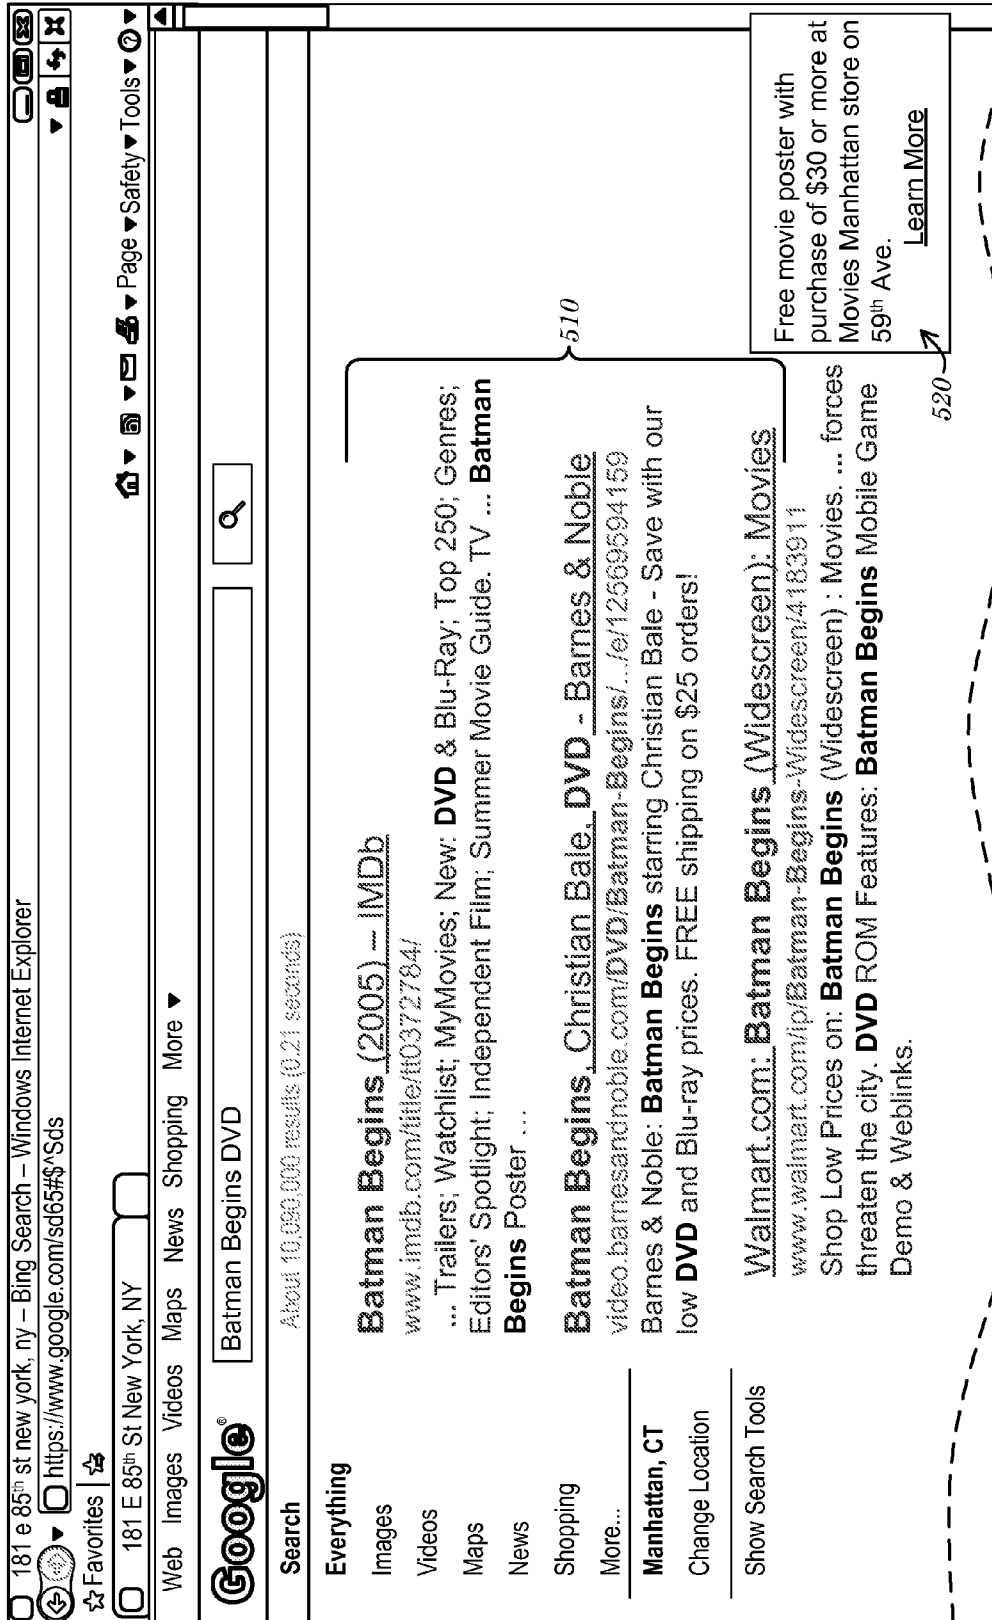 181 e 85th st new york, ny – Bing Search – Windows Internet Explorer
https://www.google.com/sd65#$^Sds
Favorites
Page Safety Tools
181 E 85th St New York, NY
Web Images Videos Maps News Shopping More
Google®
Batman Begins DVD
Search
About 10,090,000 results (0.21 seconds)
Everything
Images
Videos
Maps
News
Shopping
More...
Manhattan, CT
Change Location
Show Search Tools
Batman Begins (2005) – IMDb
www.imdb.com/title/tt0372784/
... Trailers; Watchlist; MyMovies; New: DVD & Blu-Ray; Top 250; Genres;
Editors' Spotlight; Independent Film; Summer Movie Guide. TV ... Batman
Begins Poster ...
Batman Begins, Christian Bale, DVD - Barnes & Noble
video.barnesandnoble.com/DVD/Batman-Begins/.../e/12569594159
Barnes & Noble: Batman Begins starring Christian Bale - Save with our
low DVD and Blu-ray prices. FREE shipping on $25 orders!
Walmart.com: Batman Begins (Widescreen): Movies
www.walmart.com/ip/Batman-Begins-Widescreen/4183911
Shop Low Prices on: Batman Begins (Widescreen) : Movies. ... forces
threaten the city. DVD ROM Features: Batman Begins Mobile Game
Demo & Weblinks.
510
Free movie poster with
purchase of $30 or more at
Movies Manhattan store on
59th Ave.
Learn More
520